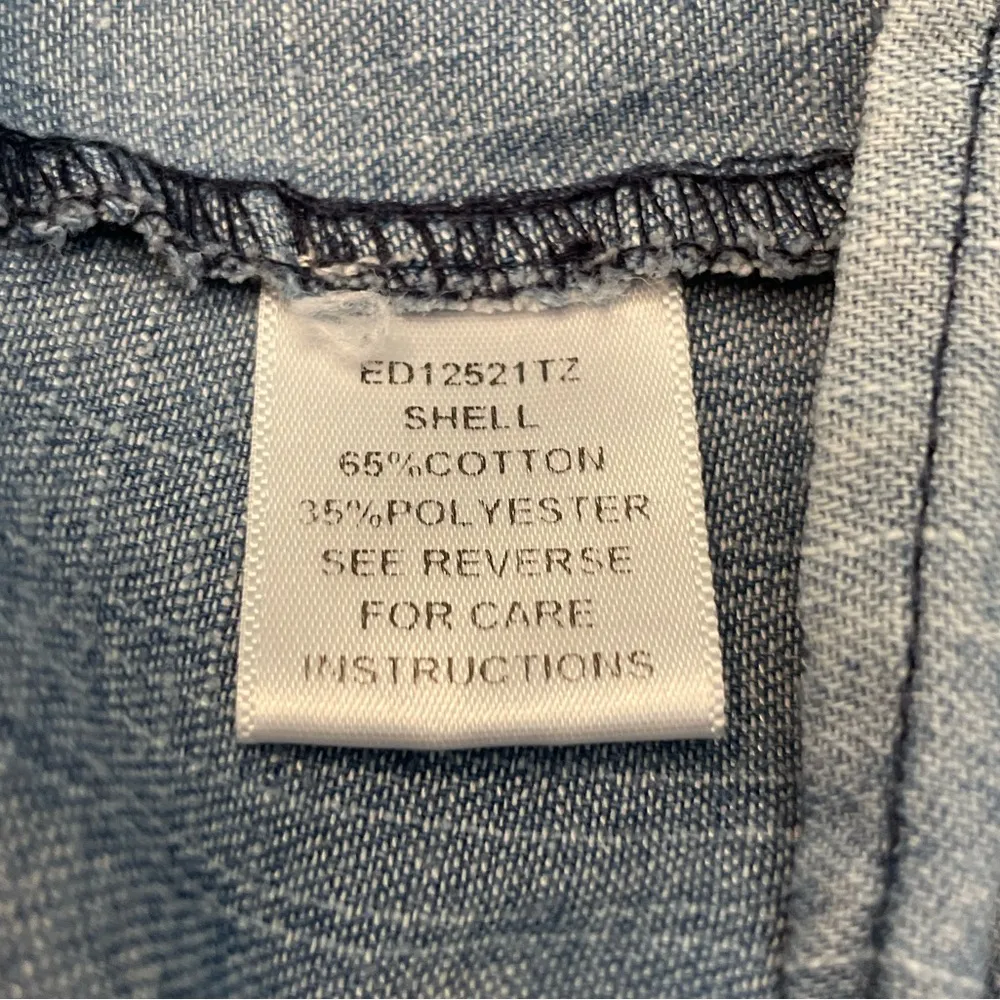 ED12521TZ
SHELL
65%COTTON
35%POLYESTER
SEE REVERSE
FOR CARE
INSTRUCTIONS